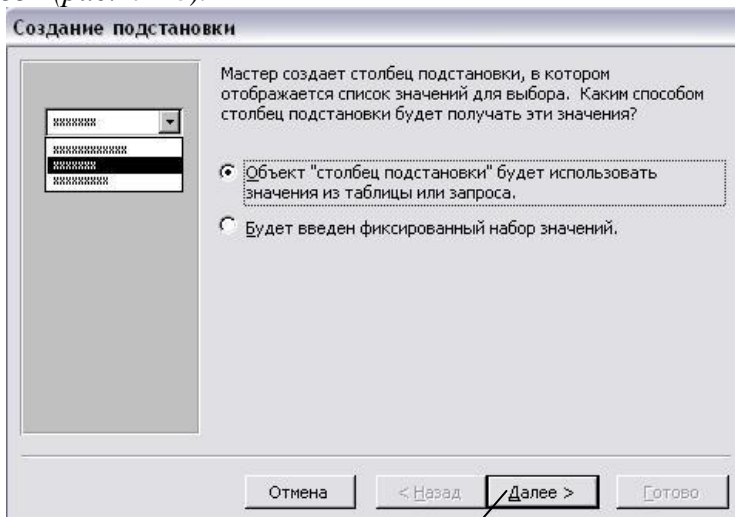 Создание подстановки
Мастер создает столбец подстановки, в котором
отображается список значений для выбора. Каким способом
столбец подстановки будет получать эти значения?
Объект "столбец подстановки" будет использовать
значения из таблицы или запроса.
Будет введен фиксированный набор значений.
Отмена
< Назад
Далее >
Готово